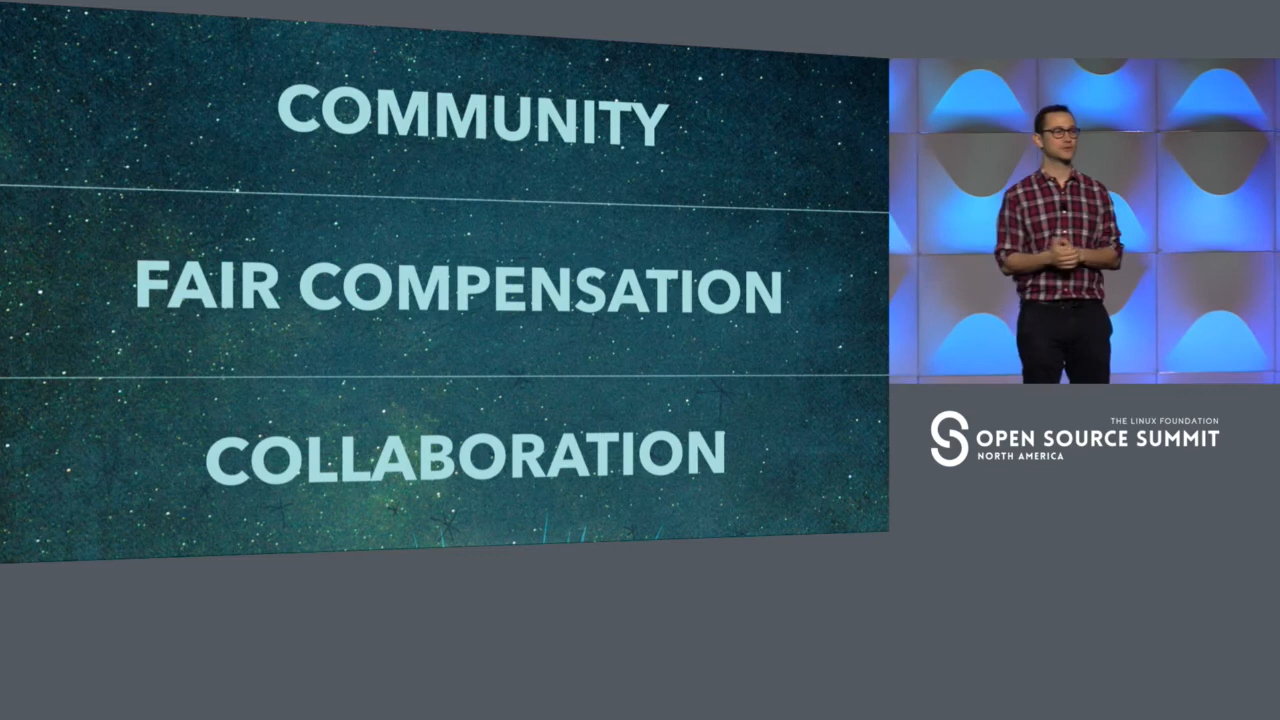 COMMUNITY
FAIR COMPENSATION
COLLABORATION
THE LINUX FOUNDATION
OPEN SOURCE SUMMIT
NORTH AMERICA